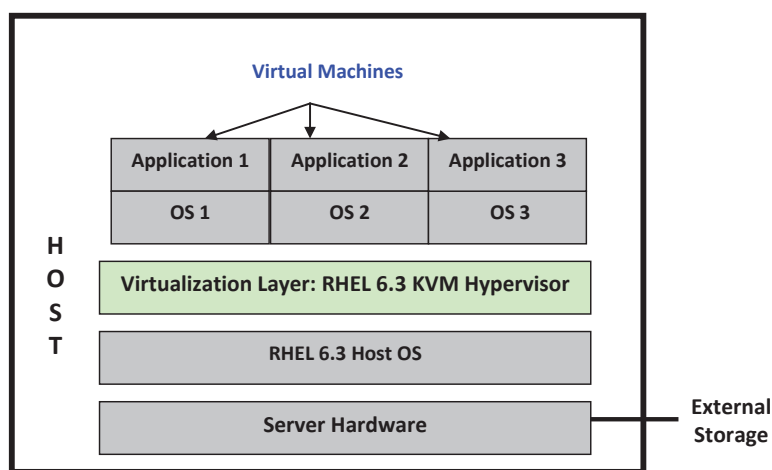 Virtual Machines
Application 1 Application 2 Application 3
OS 1 OS 2 OS 3
HOST
Virtualization Layer: RHEL 6.3 KVM Hypervisor
RHEL 6.3 Host OS
Server Hardware
External
Storage